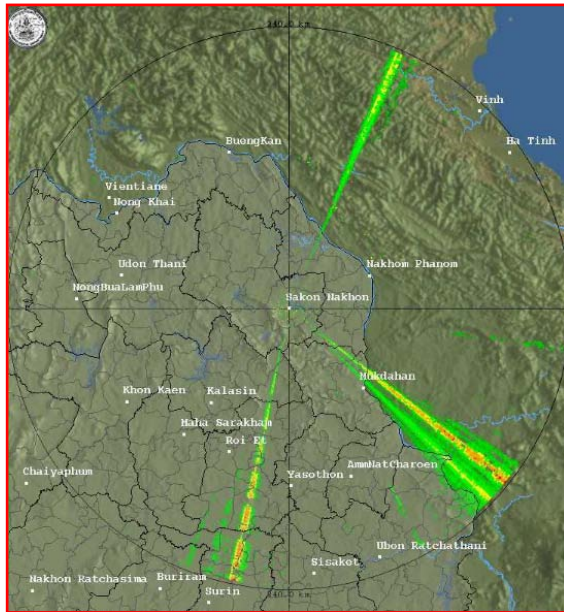 240.0 km
Vinh
Ha Tinh
BuongKan
Vientiane
Nong Khai
Udon Thani
Nakhom Phanom
NongBuaLamPhu
Sakon Nakhon
Mukdahan
Khon Kaen
Kalasin
Maha Sarakham
Roi Et
Chaiyaphum
Yasothon
AmnNatCharoen
Ubon Ratchathani
Sisaket
Nakhon Ratchasima
Buriram
Surin
240.0 km